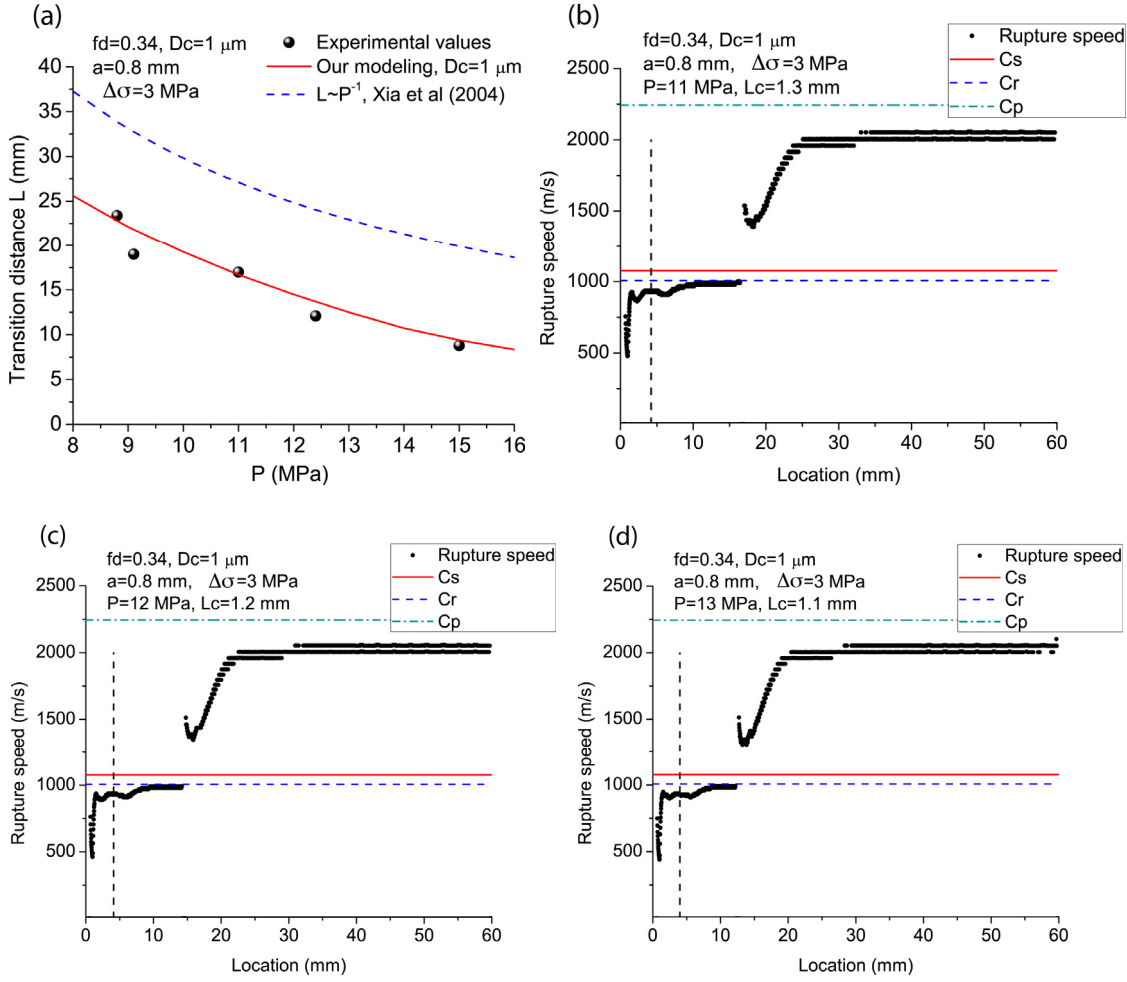 (a)
fd=0.34, Dc=1 μm
a=0.8 mm
Δσ=3 MPa
Experimental values
Our modeling, Dc=1 μm
L~P⁻¹, Xia et al (2004)
Transition distance L (mm)
40
35
30
25
20
15
10
5
0
8 9 10 11 12 13 14 15 16
P (MPa)
(b)
fd=0.34, Dc=1 μm
a=0.8 mm, Δσ=3 MPa
P=11 MPa, Lc=1.3 mm
Rupture speed
Cs
Cr
Cp
Rupture speed (m/s)
2500
2000
1500
1000
500
0 10 20 30 40 50 60
Location (mm)
(c)
fd=0.34, Dc=1 μm
a=0.8 mm, Δσ=3 MPa
P=12 MPa, Lc=1.2 mm
Rupture speed
Cs
Cr
Cp
Rupture speed (m/s)
2500
2000
1500
1000
500
0 10 20 30 40 50 60
Location (mm)
(d)
fd=0.34, Dc=1 μm
a=0.8 mm, Δσ=3 MPa
P=13 MPa, Lc=1.1 mm
Rupture speed
Cs
Cr
Cp
Rupture speed (m/s)
2500
2000
1500
1000
500
0 10 20 30 40 50 60
Location (mm)